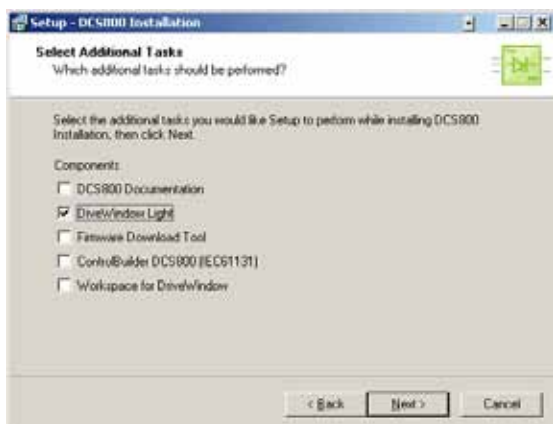 Setup - DCS800 Installation
Select Additional Tasks
Which additional tasks should be performed?
Select the additional tasks you would like Setup to perform while installing DCS800
Installation, then click Next.
Components:
DCS800 Documentation
DriveWindow Light
Firmware Download Tool
ControlBuilder DCS800 (IEC61131)
Workspace for DriveWindow
< Back
Next >
Cancel